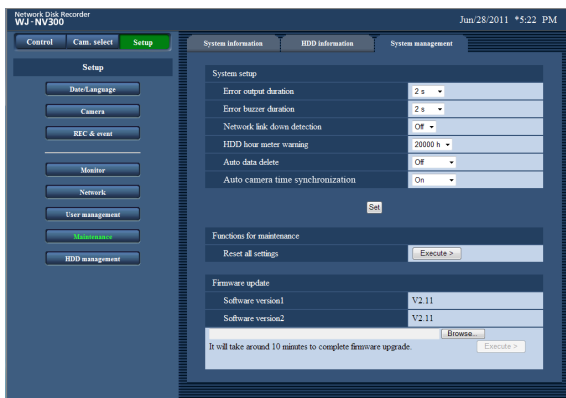 Network Disk Recorder
WJ-NV300
Jun/28/2011 *5:22 PM
Control Cam. select Setup
System information HDD information System management
Setup
Date/Language
Camera
REC & event
Monitor
Network
User management
Maintenance
HDD management
System setup
Error output duration 2 s
Error buzzer duration 2 s
Network link down detection Off
HDD hour meter warning 20000 h
Auto data delete Off
Auto camera time synchronization On
Set
Functions for maintenance
Reset all settings Execute >
Firmware update
Software version1 V2.11
Software version2 V2.11
Browse...
It will take around 10 minutes to complete firmware upgrade. Execute >